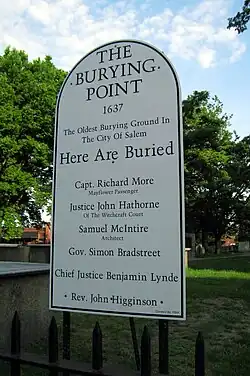 THE
· BURYING ·
POINT
1637
The Oldest Burying Ground In
The City Of Salem
Here Are Buried
Capt. Richard More
Mayflower Passenger
Justice John Hathorne
Of The Witchcraft Court
Samuel McIntire
Architect
Gov. Simon Bradstreet
Chief Justice Benjamin Lynde
· Rev. John Higginson ·